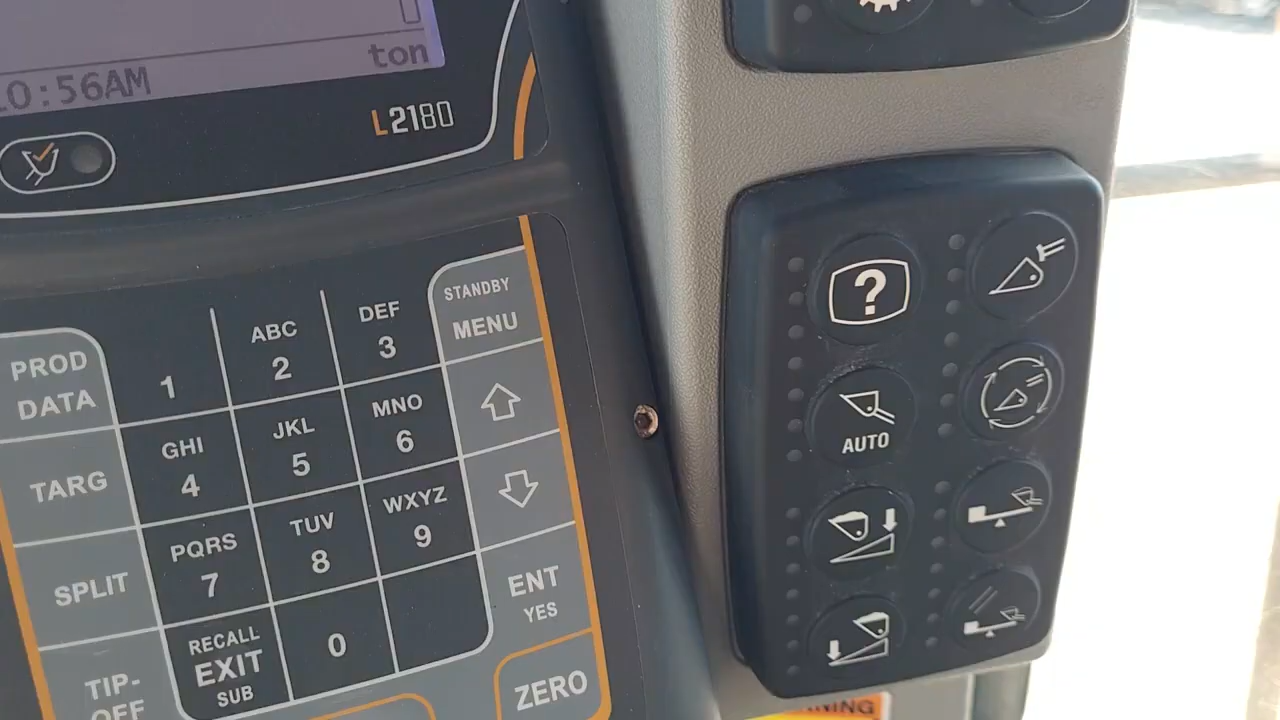 ton
10:56AM
L2180
STANDBY
MENU
PROD
DATA
1
ABC
2
DEF
3
TARG
GHI
4
JKL
5
MNO
6
SPLIT
PQRS
7
TUV
8
WXYZ
9
ENT
YES
TIP-
OFF
RECALL
EXIT
SUB
0
ZERO
?
AUTO